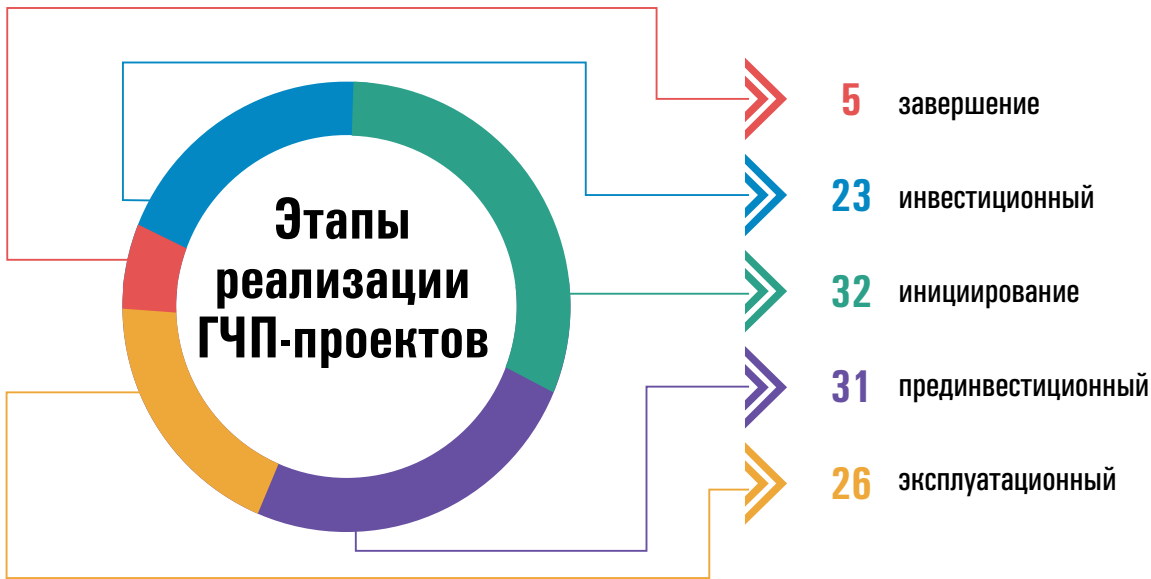 Этапы
реализации
ГЧП-проектов
5 завершение
23 инвестиционный
32 инициирование
31 прединвестиционный
26 эксплуатационный